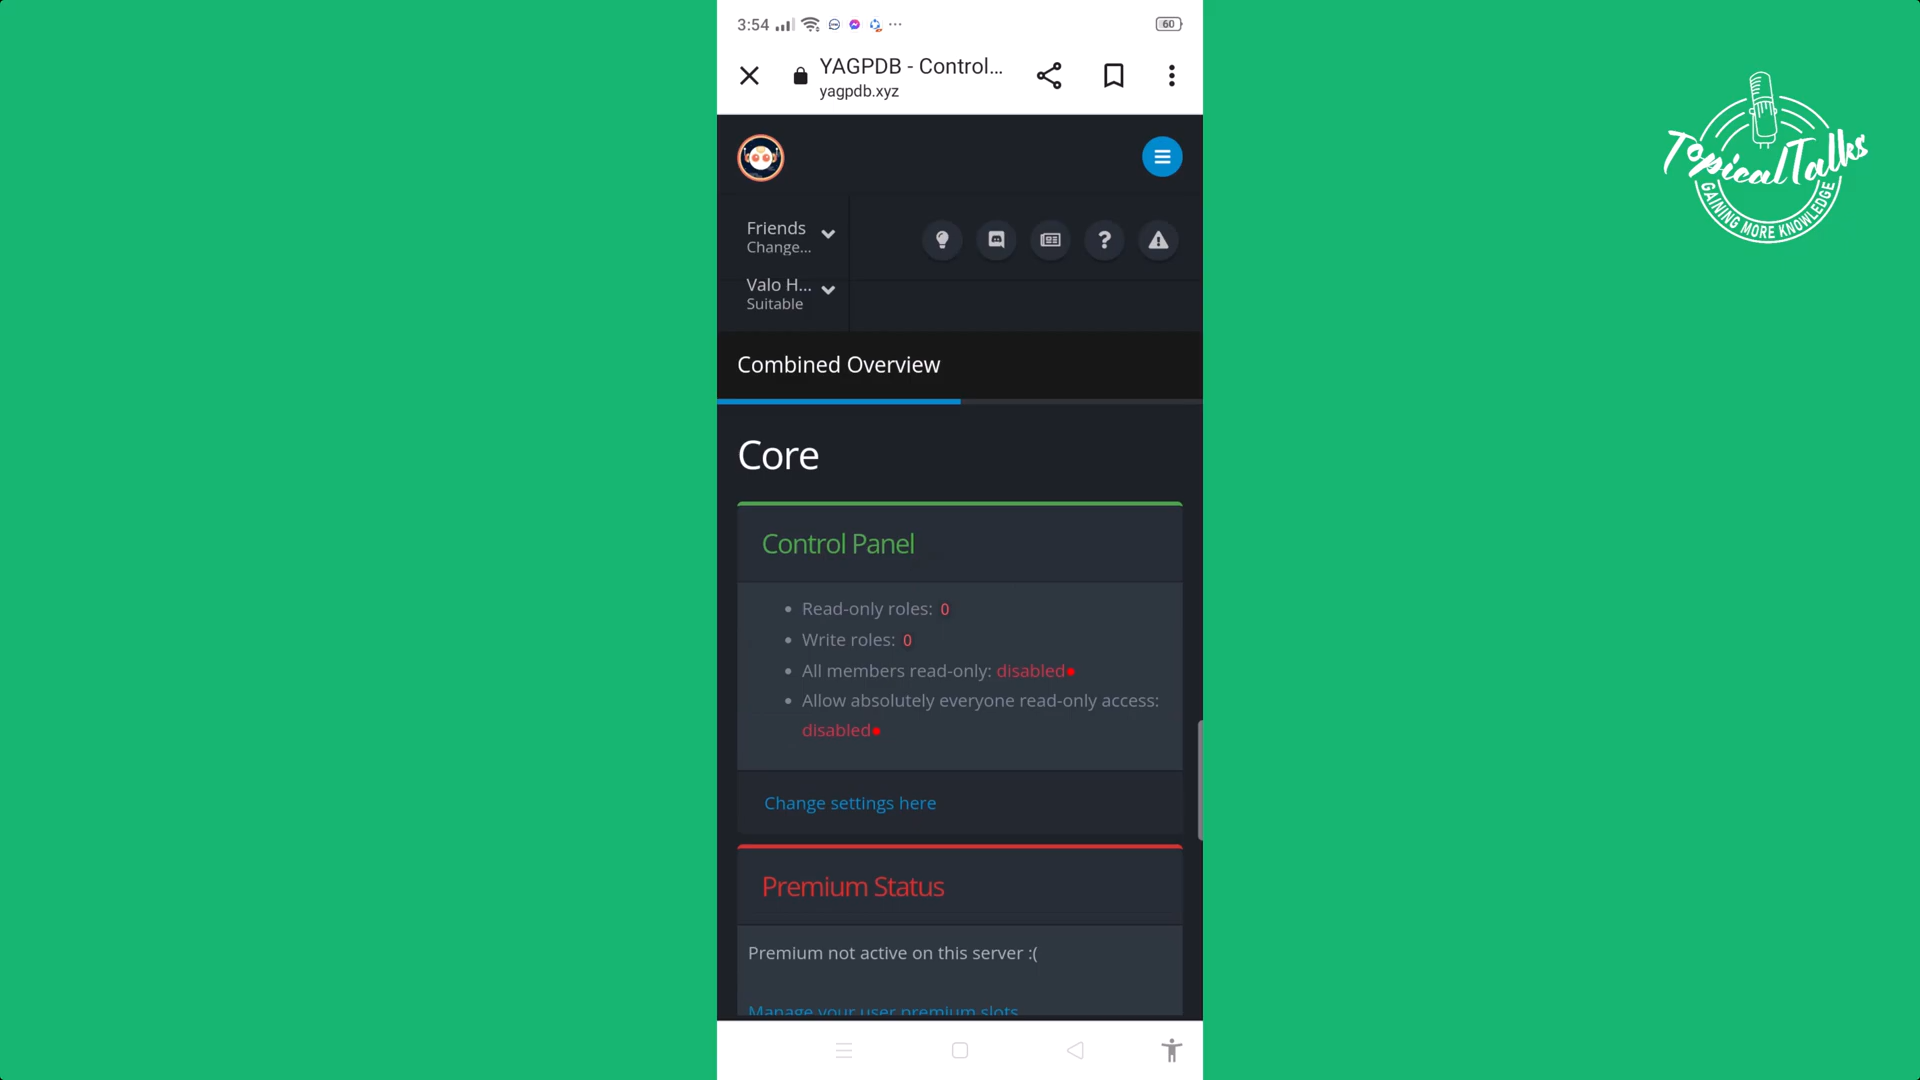 3:54
60
YAGPDB - Control...
yagpdb.xyz
Friends
Change...
Valo H...
Suitable
Combined Overview
Core
Control Panel
Read-only roles: 0
Write roles: 0
All members read-only: disabled
Allow absolutely everyone read-only access:
disabled
Change settings here
Premium Status
Premium not active on this server :(
Manage your user premium slots
TopicalTalks
GAINING MORE KNOWLEDGE